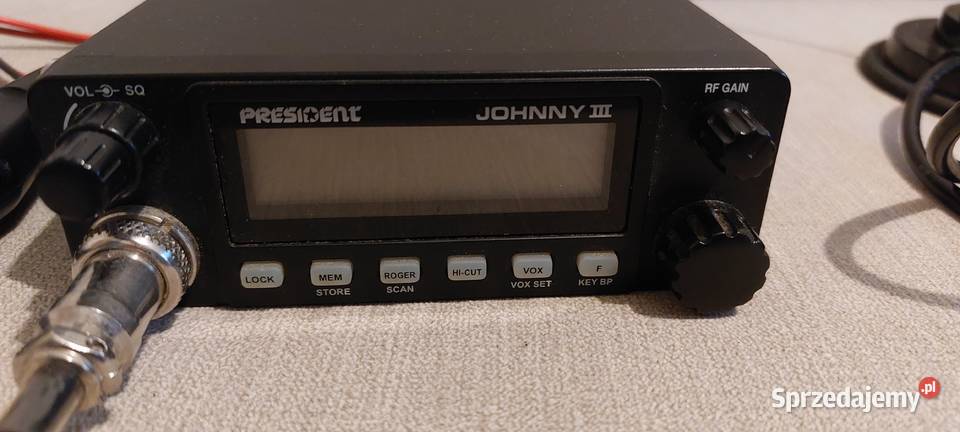 VOL SQ
PRESIDENT
JOHNNY III
RF GAIN
LOCK
MEM
ROGER
HI-CUT
VOX
F
STORE
SCAN
VOX SET
KEY BP
Sprzedajemy.pl